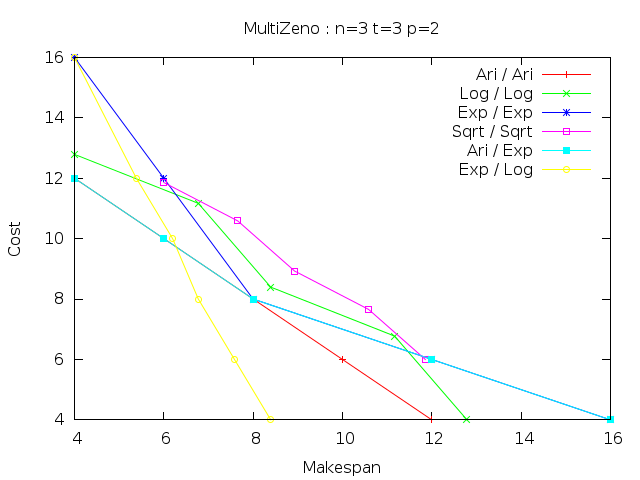 MultiZeno : n=3 t=3 p=2
Ari / Ari
Log / Log
Exp / Exp
Sqrt / Sqrt
Ari / Exp
Exp / Log
16
14
12
10
8
6
4
Cost
4 6 8 10 12 14 16
Makespan